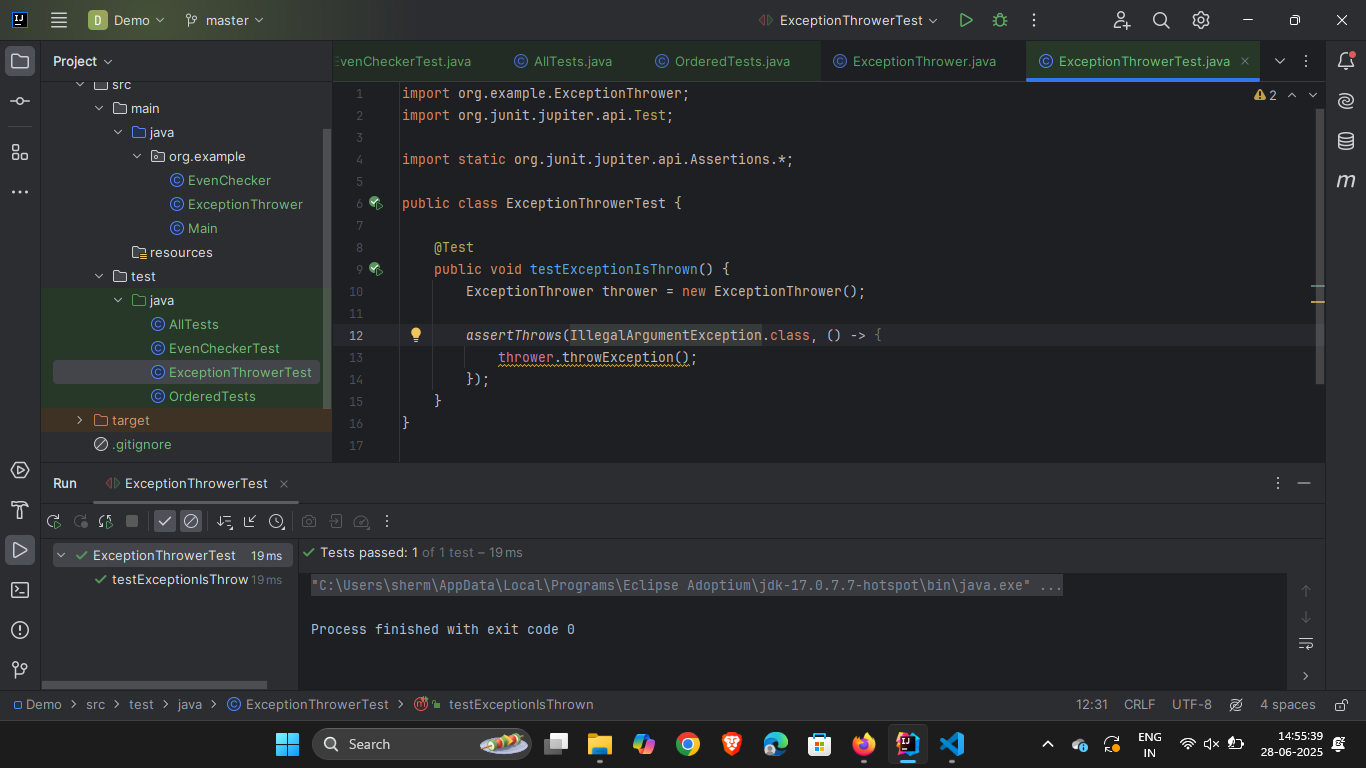 D Demo master ExceptionThrowerTest
Project
EvenCheckerTest.java AllTests.java OrderedTests.java ExceptionThrower.java ExceptionThrowerTest.java
src
main
java
org.example
EvenChecker
ExceptionThrower
Main
resources
test
java
AllTests
EvenCheckerTest
ExceptionThrowerTest
OrderedTests
target
.gitignore
2
1 import org.example.ExceptionThrower;
2 import org.junit.jupiter.api.Test;
3
4 import static org.junit.jupiter.api.Assertions.*;
5
6 public class ExceptionThrowerTest {
7
8 @Test
9 public void testExceptionIsThrown() {
10 ExceptionThrower thrower = new ExceptionThrower();
11
12 assertThrows(IllegalArgumentException.class, () -> {
13 thrower.throwException();
14 });
15 }
16 }
17
m
Run ExceptionThrowerTest
ExceptionThrowerTest 19 ms
testExceptionIsThrow 19 ms
Tests passed: 1 of 1 test – 19 ms
"C:\Users\sherm\AppData\Local\Programs\Eclipse Adoptium\jdk-17.0.7.7-hotspot\bin\java.exe" ...
Process finished with exit code 0
Demo > src > test > java > ExceptionThrowerTest > testExceptionIsThrown
12:31 CRLF UTF-8 4 spaces
Search
ENG
IN
14:55:39
28-06-2025